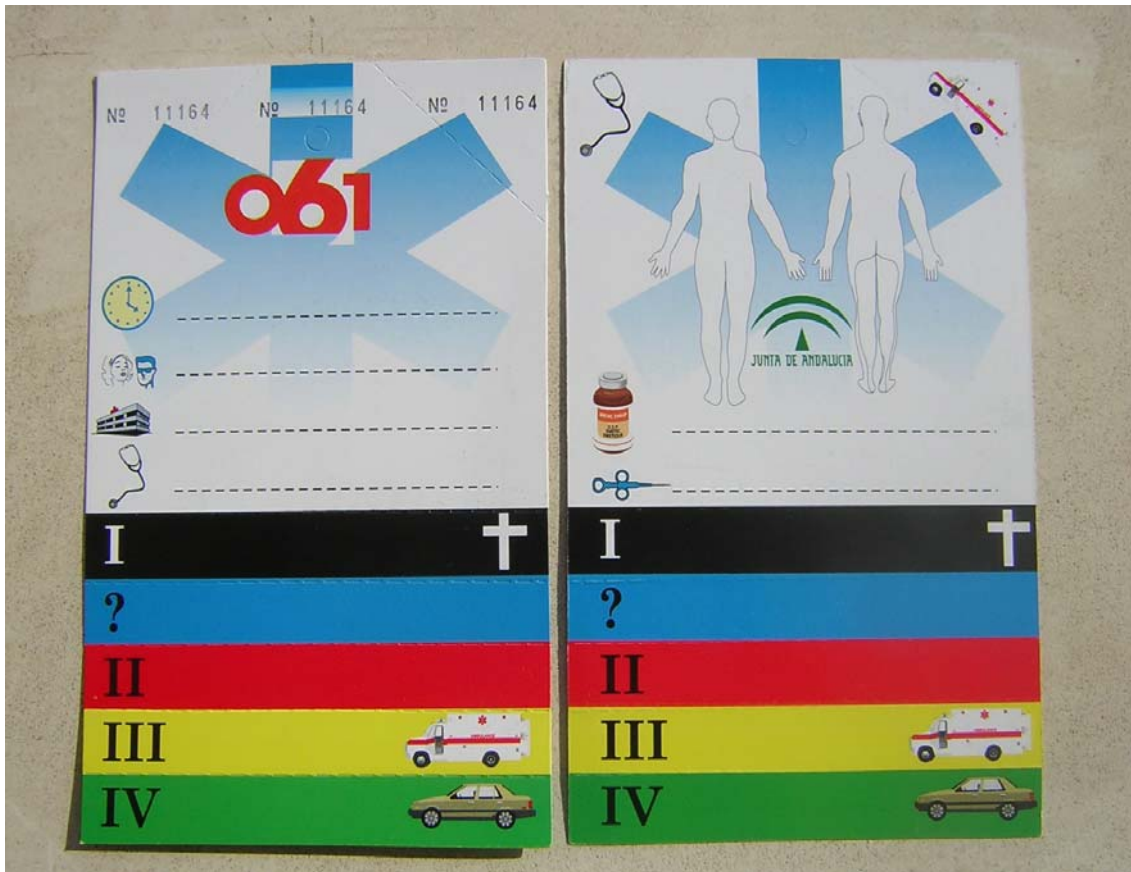 Nº 11164 Nº 11164 Nº 11164
061
I
?
II
III
IV
JUNTA DE ANDALUCIA
I
?
II
III
IV